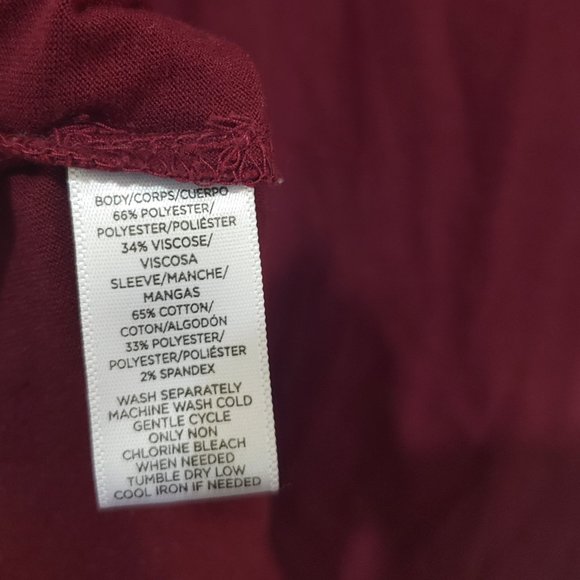 BODY/CORPS/CUERPO
66% POLYESTER/
POLYESTER/POLIÉSTER
34% VISCOSE/
VISCOSA
SLEEVE/MANCHE/
MANGAS
65% COTTON/
COTON/ALGODÓN
33% POLYESTER/
POLYESTER/POLIÉSTER
2% SPANDEX
WASH SEPARATELY
MACHINE WASH COLD
GENTLE CYCLE
ONLY NON
CHLORINE BLEACH
WHEN NEEDED
TUMBLE DRY LOW
COOL IRON IF NEEDED